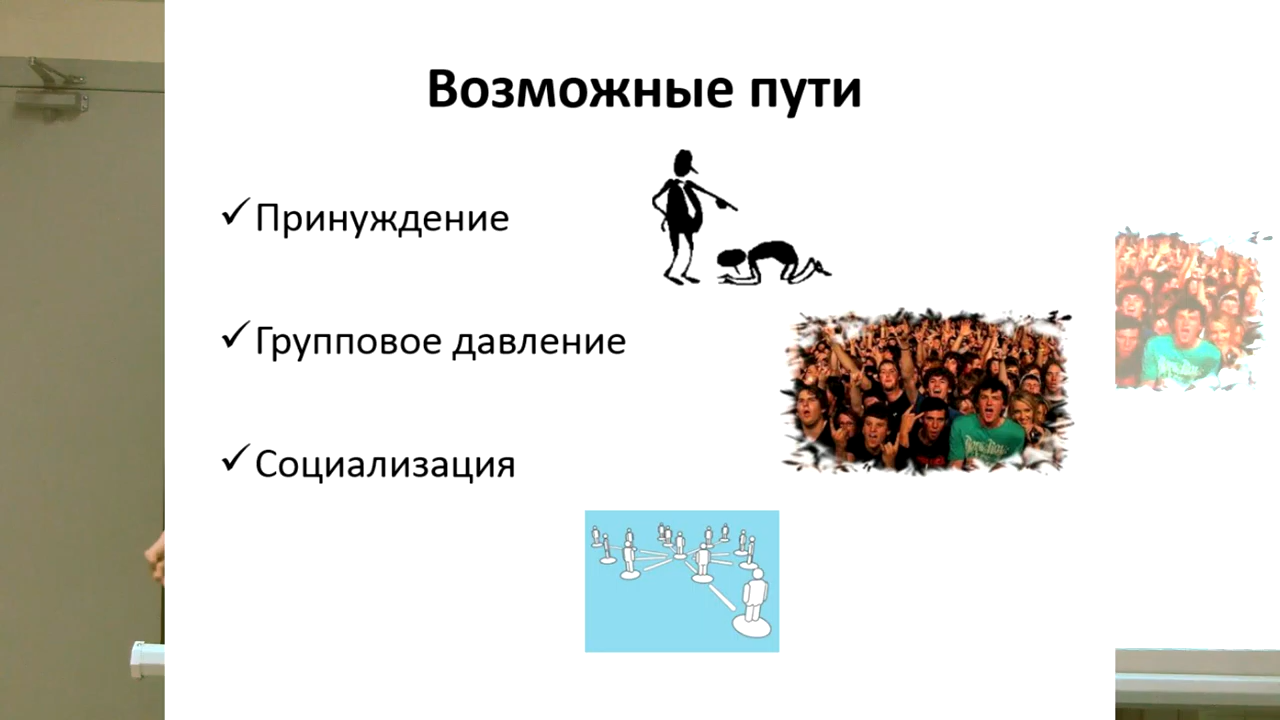 Возможные пути
Принуждение
Групповое давление
Социализация